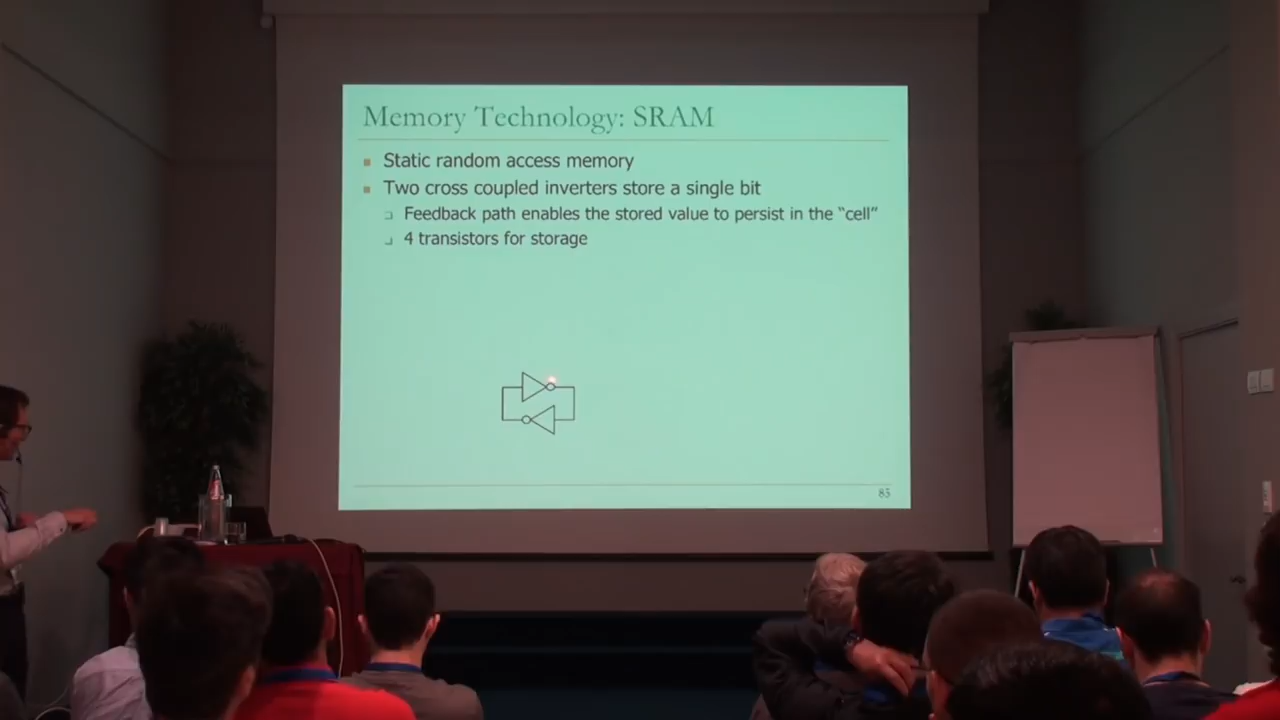 Memory Technology: SRAM
Static random access memory
Two cross coupled inverters store a single bit
Feedback path enables the stored value to persist in the “cell”
4 transistors for storage
85